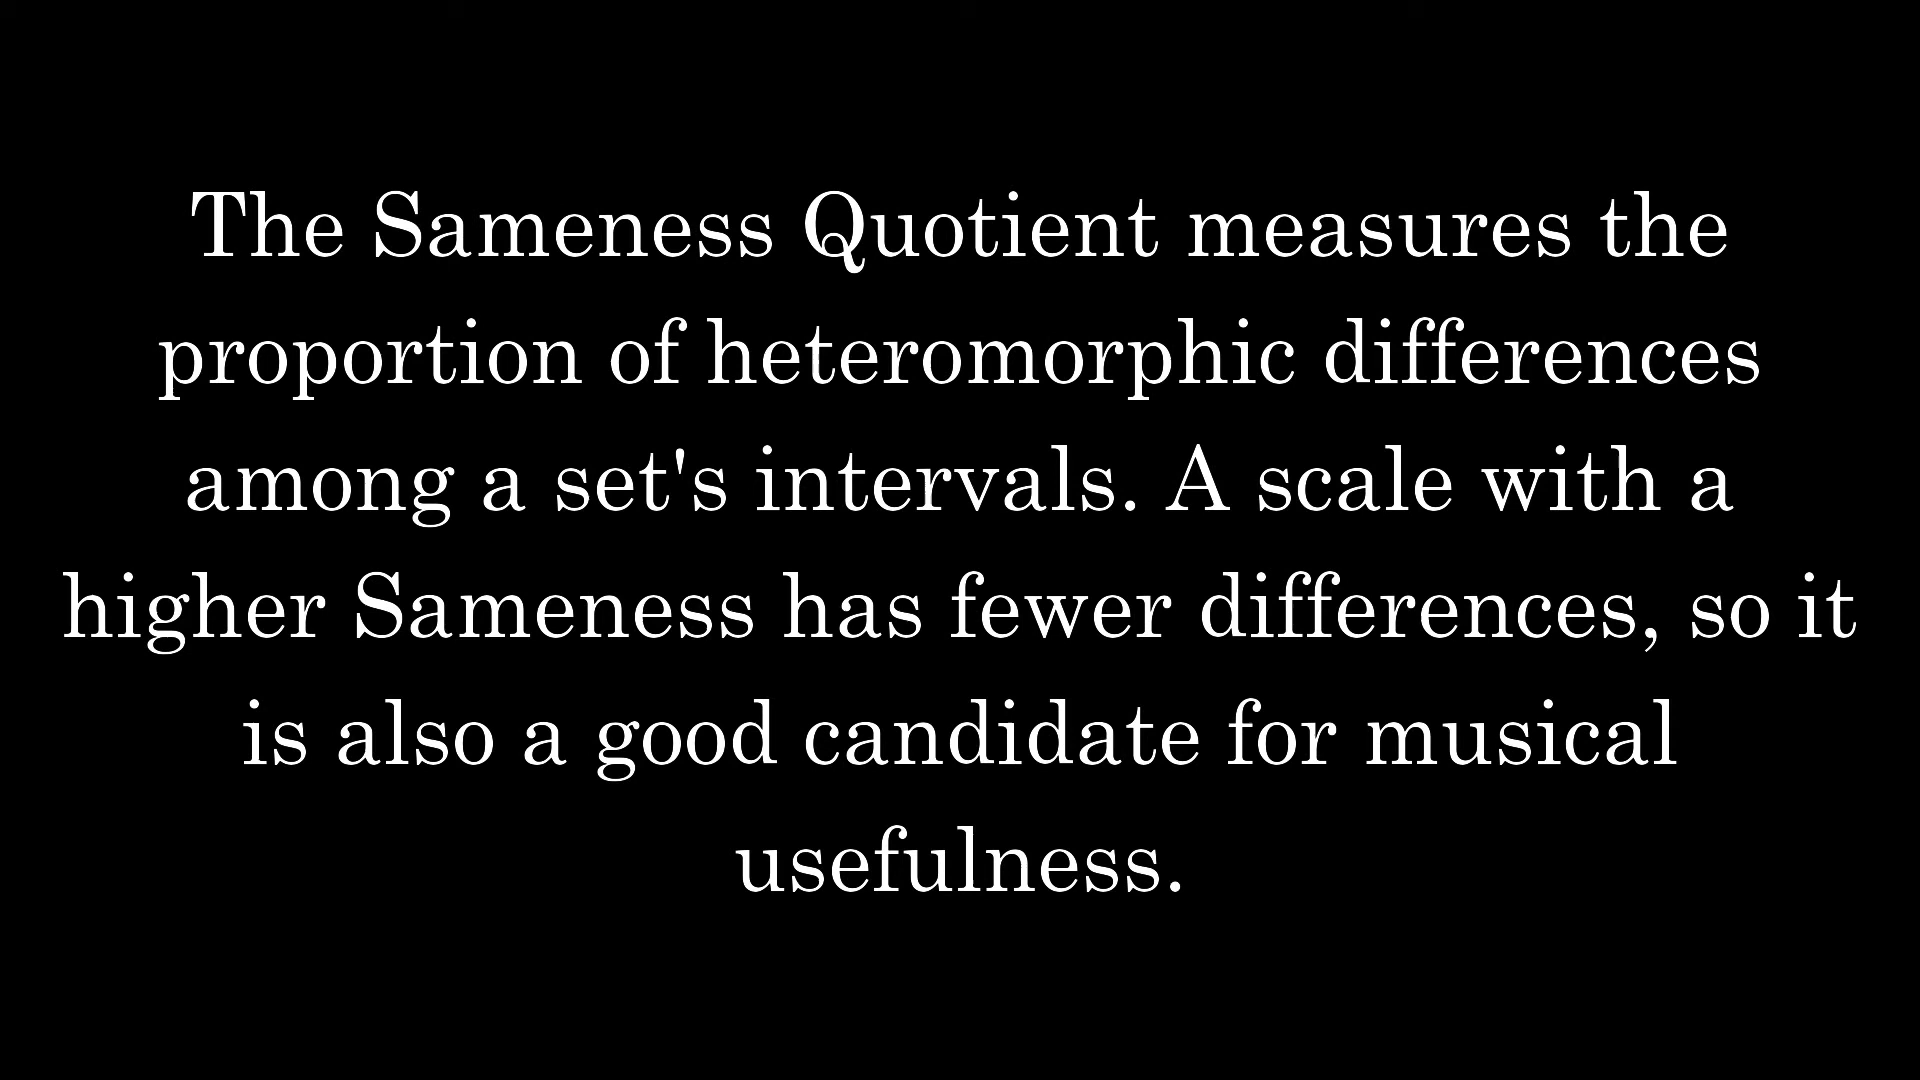 The Sameness Quotient measures the
proportion of heteromorphic differences
among a set's intervals. A scale with a
higher Sameness has fewer differences, so it
is also a good candidate for musical
usefulness.